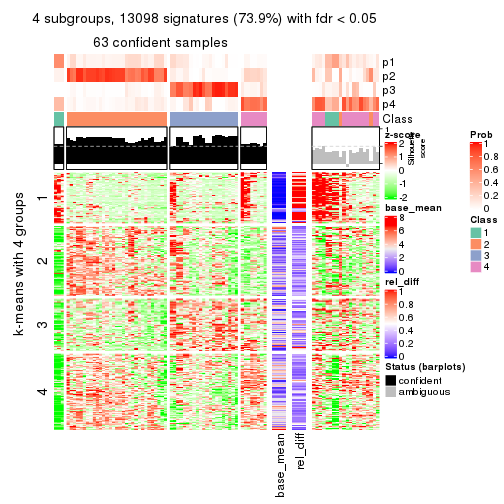 4 subgroups, 13098 signatures (73.9%) with fdr < 0.05
63 confident samples
p1
p2
p3
p4
Class
1
Silhouette
score
k-means with 4 groups
1
2
3
4
base_mean
rel_diff
z-score
2
1
0
-1
-2
base_mean
8
6
4
2
0
rel_diff
1
0.8
0.6
0.4
0.2
0
Status (barplots)
confident
ambiguous
Prob
1
0.8
0.6
0.4
0.2
0
Class
1
2
3
4